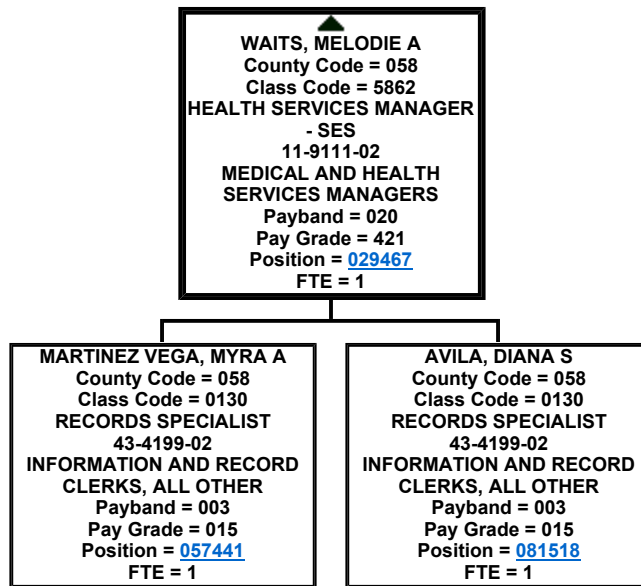 WAITS, MELODIE A
County Code = 058
Class Code = 5862
HEALTH SERVICES MANAGER
- SES
11-9111-02
MEDICAL AND HEALTH
SERVICES MANAGERS
Payband = 020
Pay Grade = 421
Position = 029467
FTE = 1
MARTINEZ VEGA, MYRA A
County Code = 058
Class Code = 0130
RECORDS SPECIALIST
43-4199-02
INFORMATION AND RECORD
CLERKS, ALL OTHER
Payband = 003
Pay Grade = 015
Position = 057441
FTE = 1
AVILA, DIANA S
County Code = 058
Class Code = 0130
RECORDS SPECIALIST
43-4199-02
INFORMATION AND RECORD
CLERKS, ALL OTHER
Payband = 003
Pay Grade = 015
Position = 081518
FTE = 1